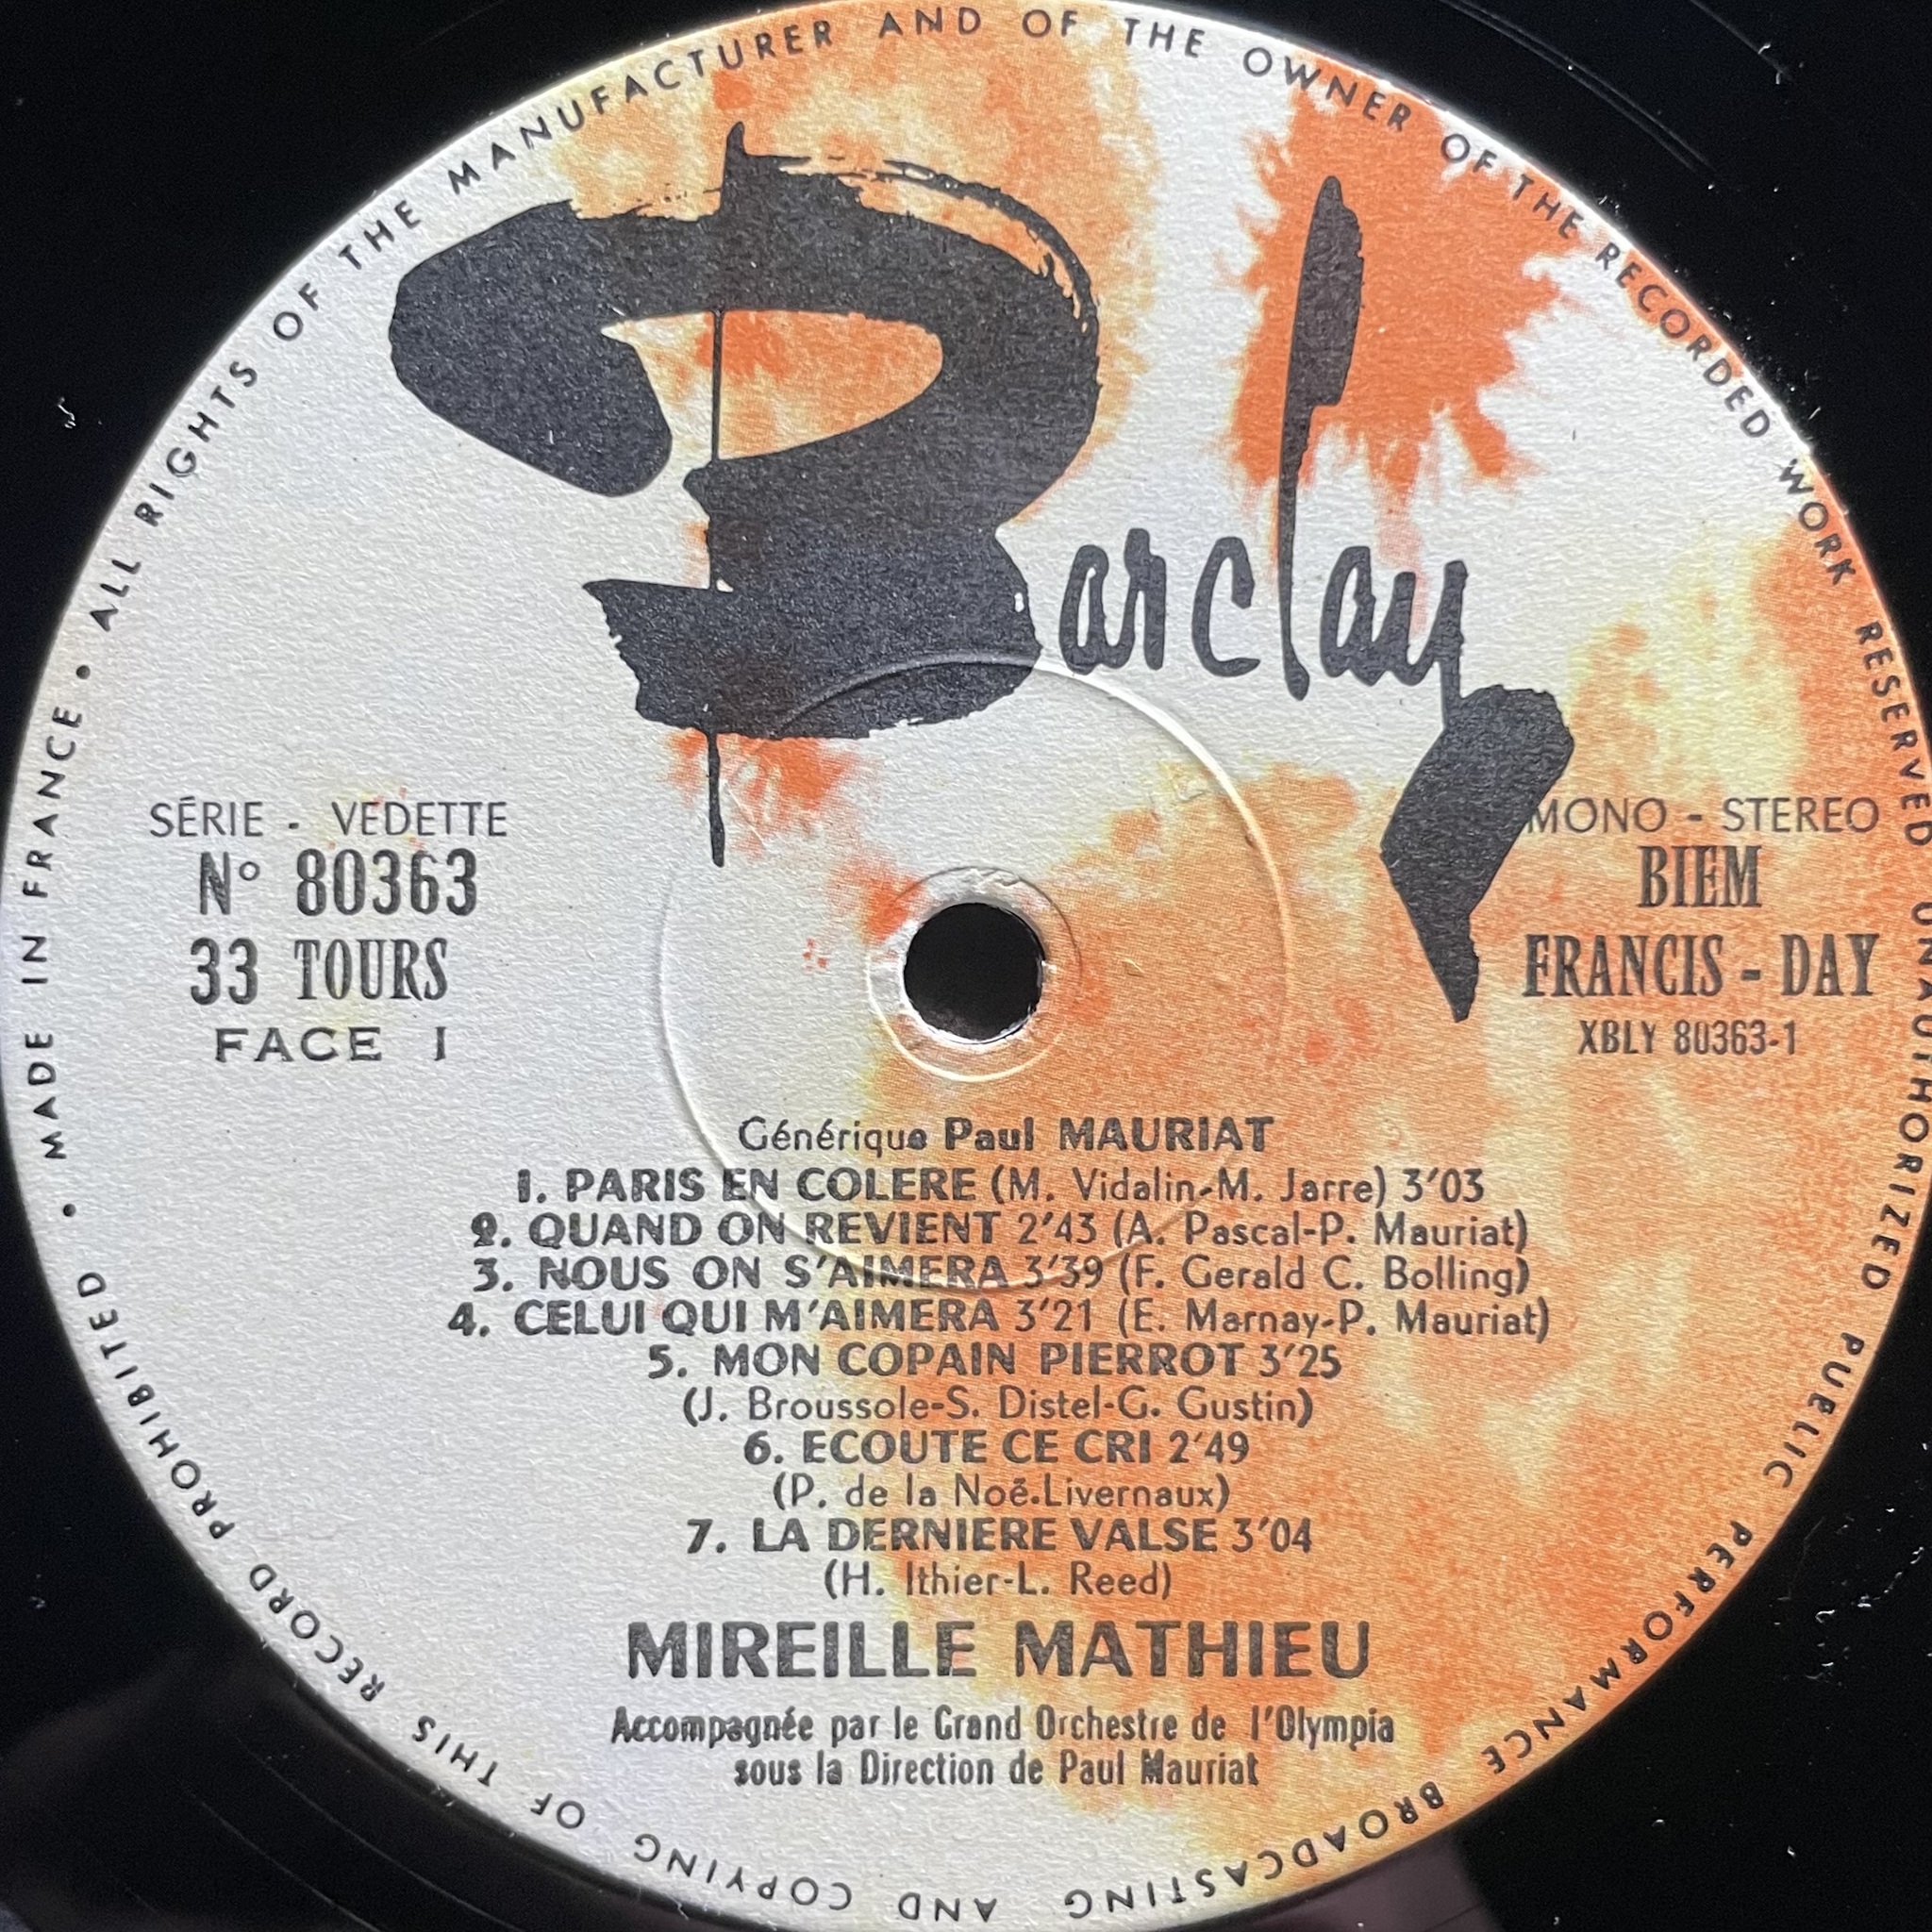 MADE IN FRANCE • ALL RIGHTS OF THE MANUFACTURER AND OF THE OWNER OF THE RECORDED WORK RESERVED UNAUTHORIZED PUBLIC PERFORMANCE BROADCASTING AND COPYING OF THIS RECORD PROHIBITED •
Barclay
SÉRIE - VEDETTE
N° 80363
33 TOURS
FACE I
MONO - STEREO
BIEM
FRANCIS - DAY
XBLY 80363-1
Générique Paul MAURIAT
1. PARIS EN COLERE (M. Vidalin-M. Jarre) 3'03
2. QUAND ON REVIENT 2'43 (A. Pascal-P. Mauriat)
3. NOUS ON S'AIMERA 3'39 (F. Gerald C. Bolling)
4. CELUI QUI M'AIMERA 3'21 (E. Marnay-P. Mauriat)
5. MON COPAIN PIERROT 3'25
(J. Broussole-S. Distel-G. Gustin)
6. ECOUTE CE CRI 2'49
(P. de la Noë.Livernaux)
7. LA DERNIERE VALSE 3'04
(H. Ithier-L. Reed)
MIREILLE MATHIEU
Accompagnée par le Grand Orchestre de l'Olympia
sous la Direction de Paul Mauriat